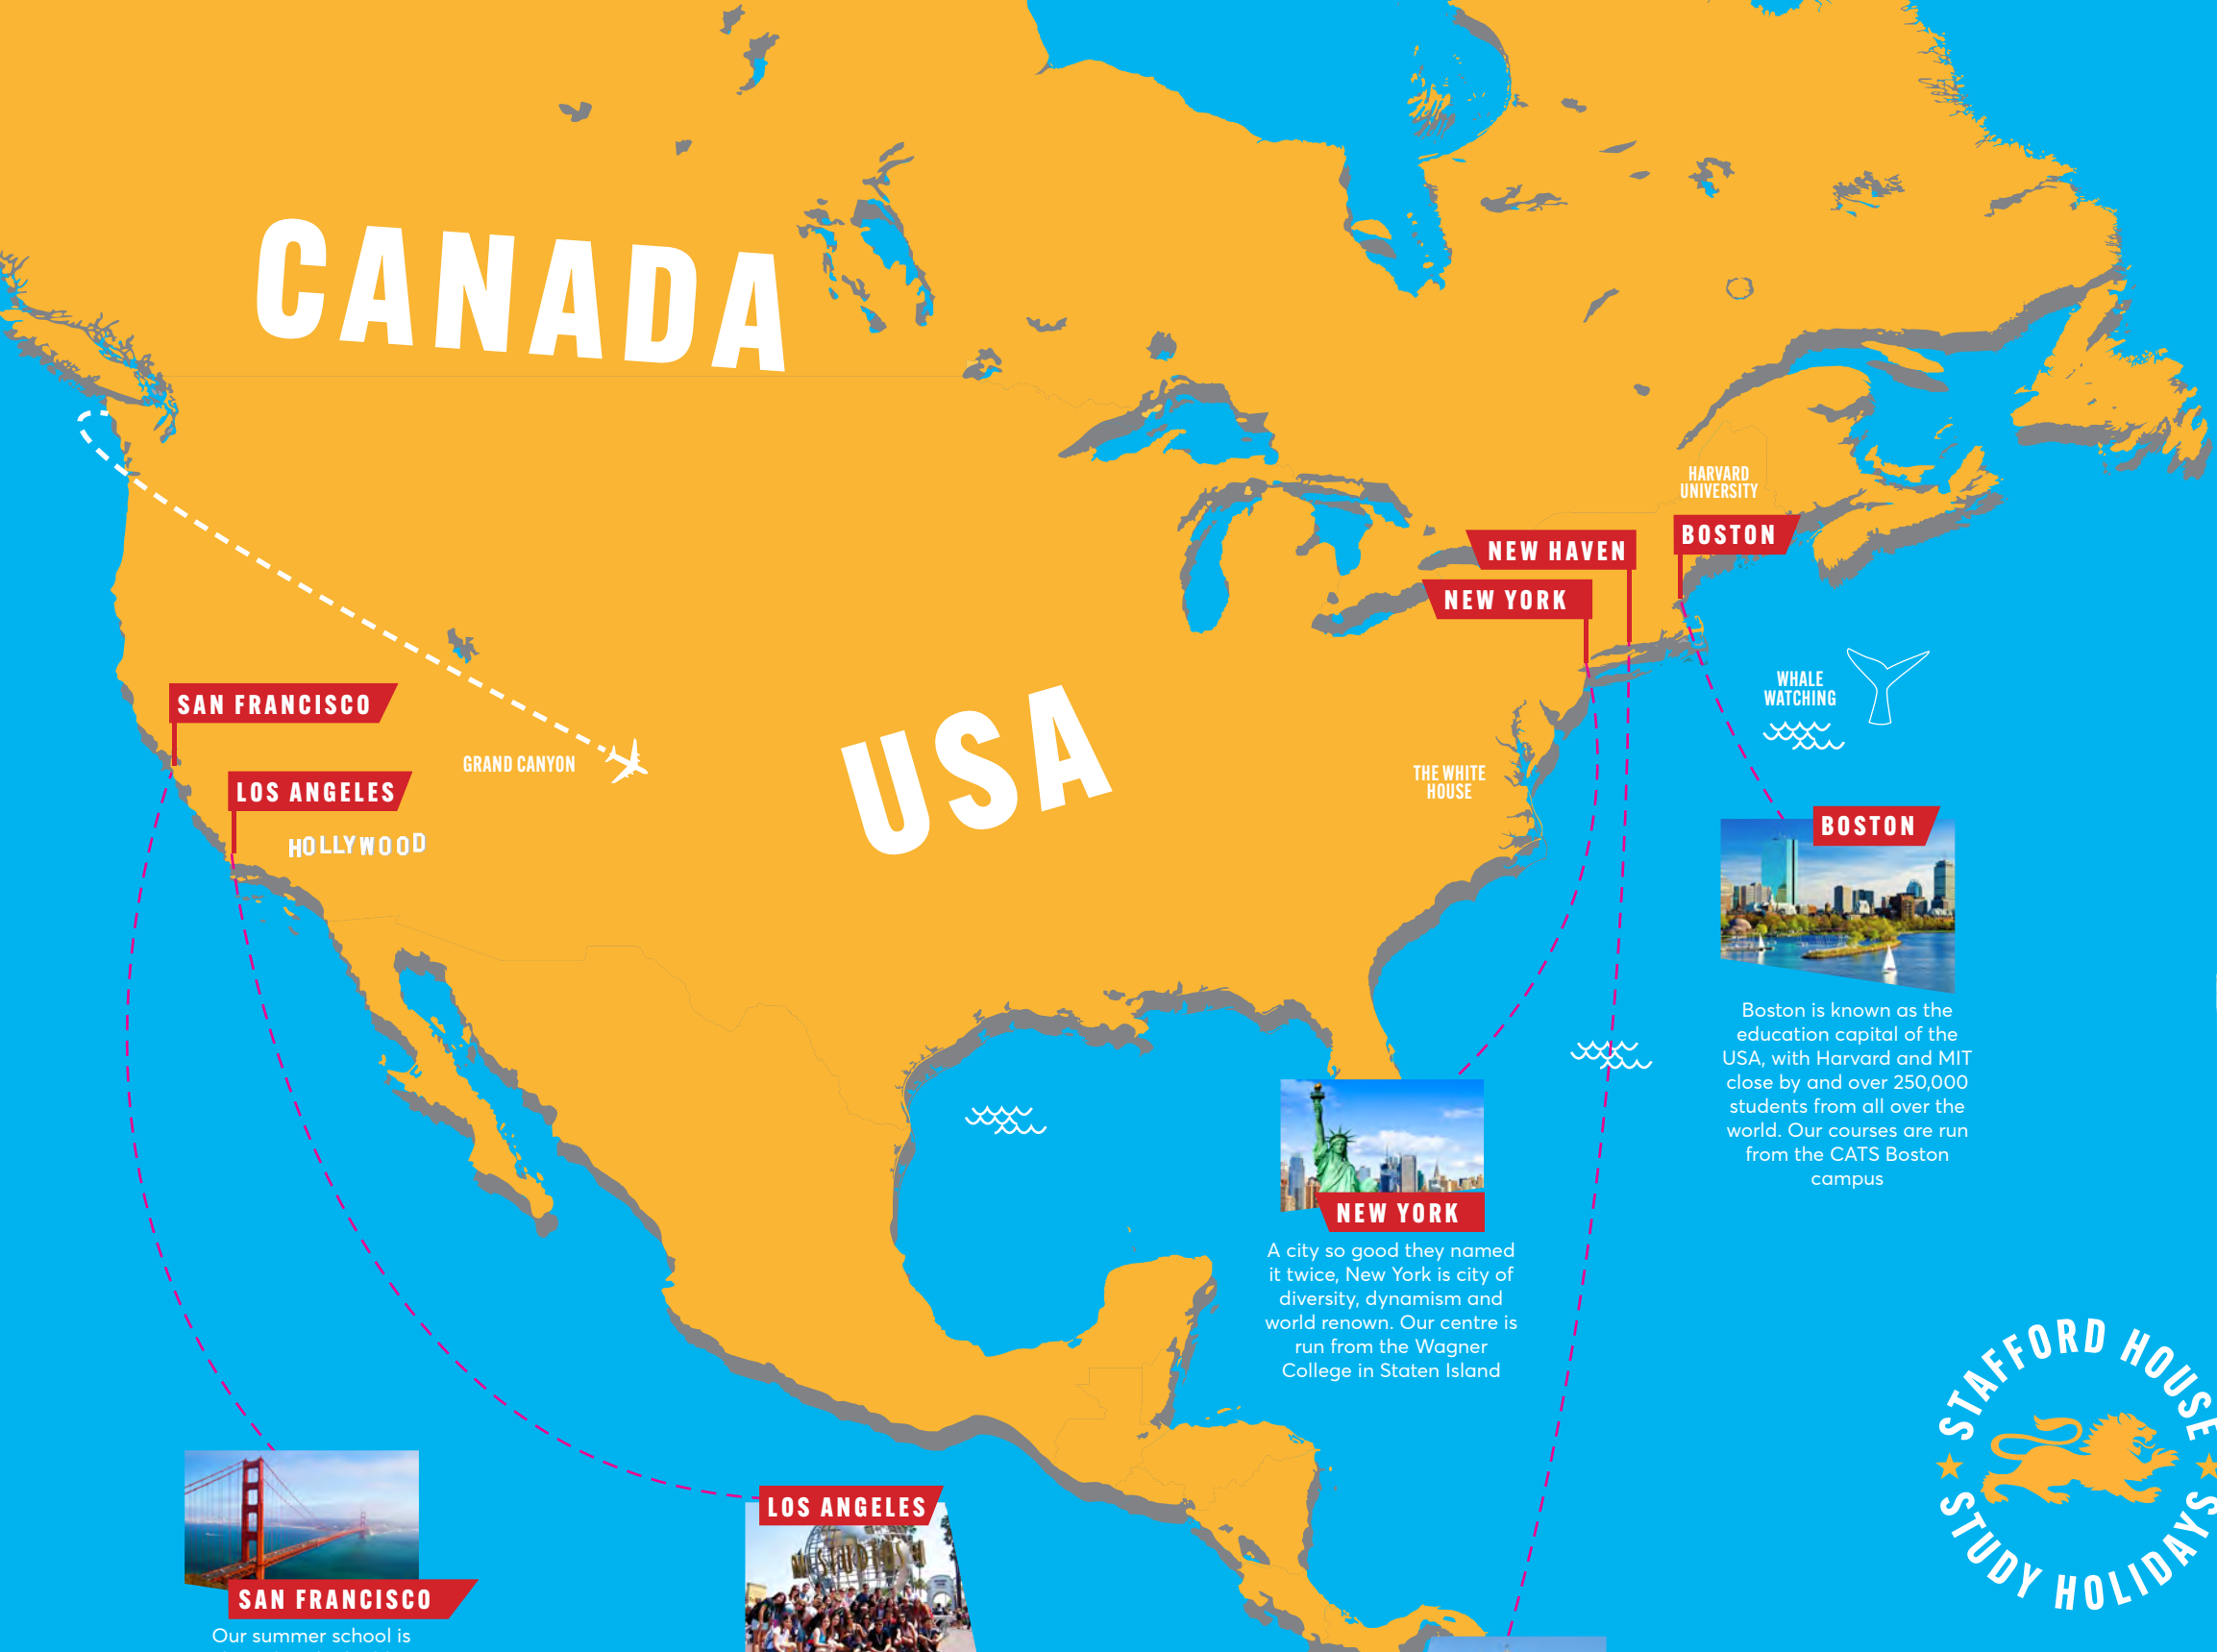 CANADA
HARVARD
UNIVERSITY
BOSTON
NEW HAVEN
NEW YORK
WHALE
WATCHING
SAN FRANCISCO
USA
GRAND CANYON
THE WHITE
HOUSE
LOS ANGELES
HOLLYWOOD
BOSTON
Boston is known as the
education capital of the
USA, with Harvard and MIT
close by and over 250,000
students from all over the
world. Our courses are run
from the CATS Boston
campus
NEW YORK
A city so good they named
it twice, New York is city of
diversity, dynamism and
world renown. Our centre is
run from the Wagner
College in Staten Island
STAFFORD HOUSE
STUDY HOLIDAYS
LOS ANGELES
SAN FRANCISCO
Our summer school is